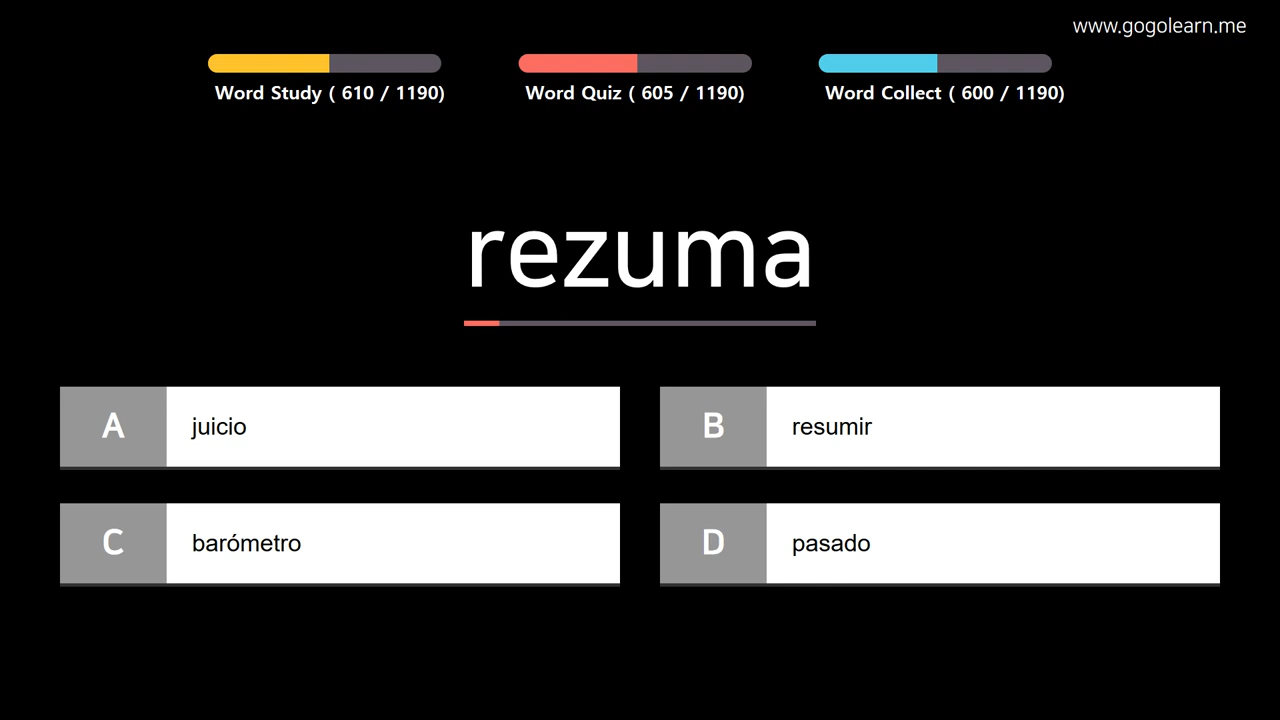 www.gogolearn.me
Word Study ( 610 / 1190)
Word Quiz ( 605 / 1190)
Word Collect ( 600 / 1190)
rezuma
A juicio
B resumir
C barómetro
D pasado